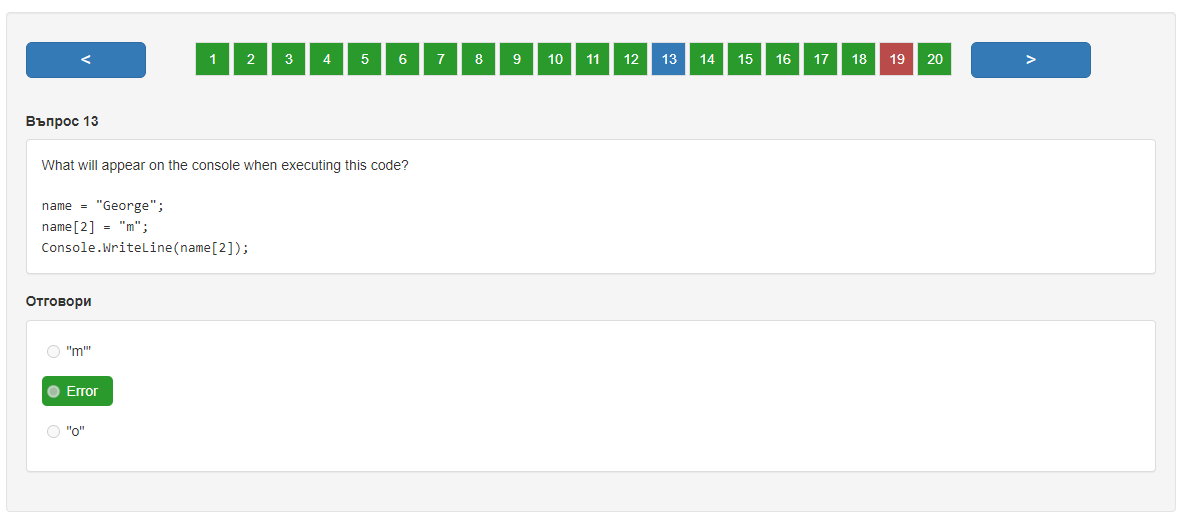 < 1 2 3 4 5 6 7 8 9 10 11 12 13 14 15 16 17 18 19 20 >
Въпрос 13
What will appear on the console when executing this code?
name = "George";
name[2] = "m";
Console.WriteLine(name[2]);
Отговори
"m'"
Error
"o"